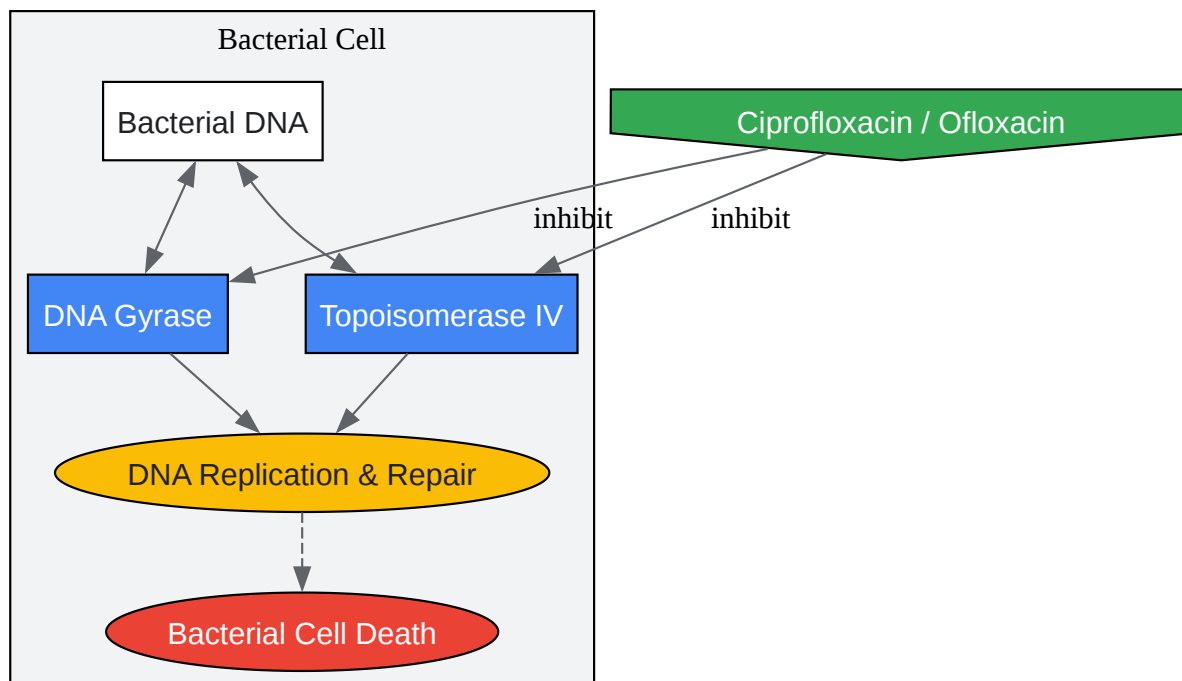 Bacterial Cell
Bacterial DNA
Ciprofloxacin / Ofloxacin
inhibit
inhibit
DNA Gyrase
Topoisomerase IV
DNA Replication & Repair
Bacterial Cell Death